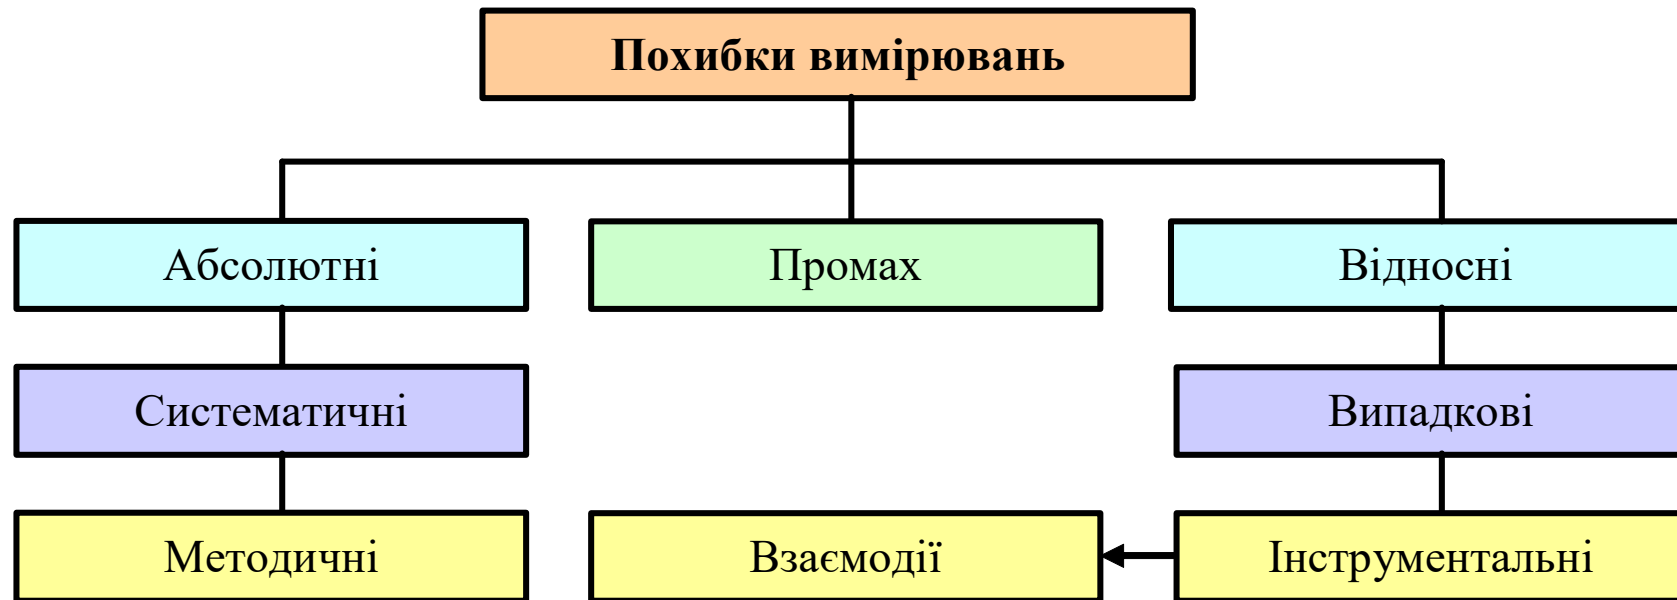 Похибки вимірювань
Абсолютні
Промах
Відносні
Систематичні
Випадкові
Методичні
Взаємодії
Інструментальні